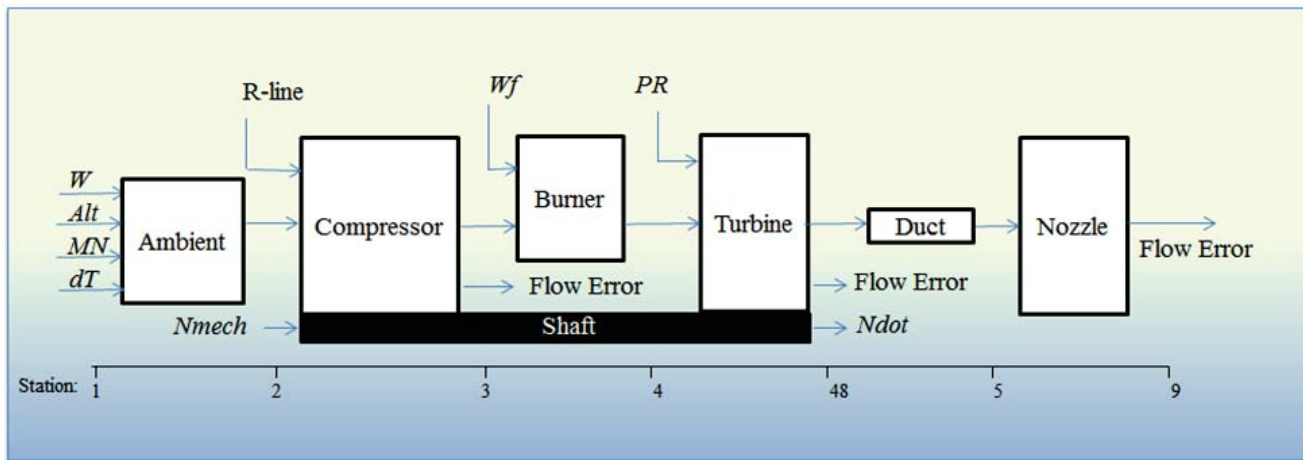 R-line
Wf
PR
W
Alt
MN
dT
Ambient
Compressor
Burner
Turbine
Duct
Nozzle
Flow Error
Flow Error
Flow Error
Nmech
Shaft
Ndot
Station:
1
2
3
4
48
5
9